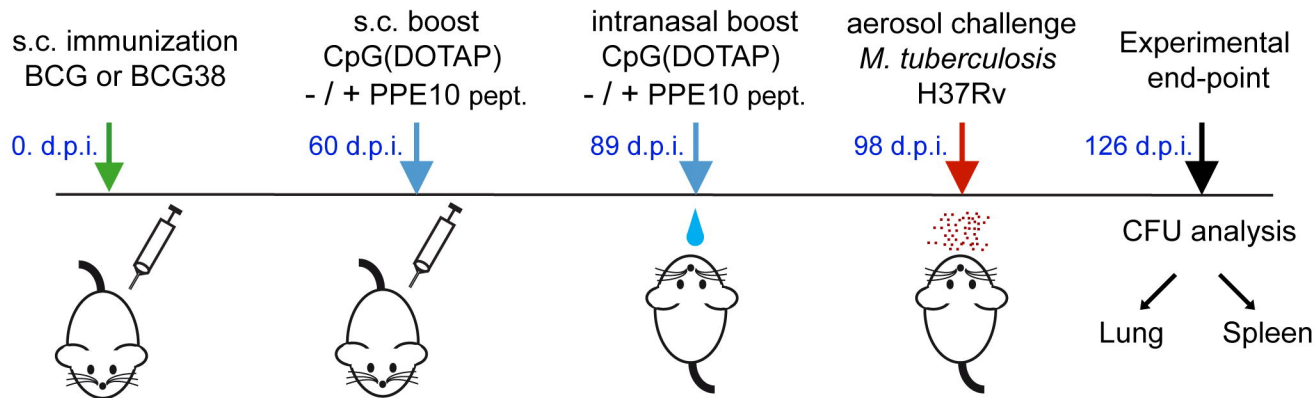 s.c. immunization
BCG or BCG38
0. d.p.i.
s.c. boost
CpG(DOTAP)
- / + PPE10 pept.
60 d.p.i.
intranasal boost
CpG(DOTAP)
- / + PPE10 pept.
89 d.p.i.
aerosol challenge
M. tuberculosis
H37Rv
98 d.p.i.
Experimental
end-point
126 d.p.i.
CFU analysis
Lung
Spleen